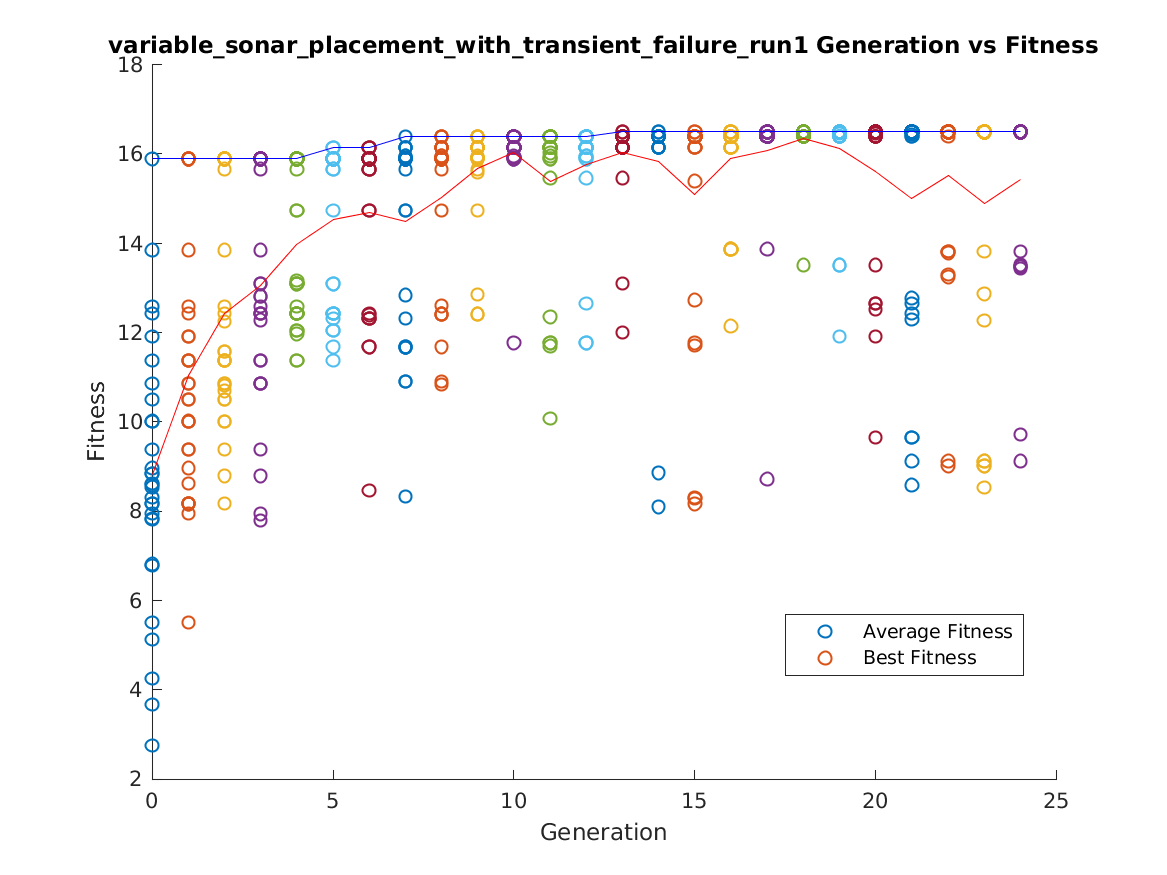 variable_sonar_placement_with_transient_failure_run1 Generation vs Fitness
18
16
14
12
10
8
6
4
2
Fitness
Average Fitness
Best Fitness
0 5 10 15 20 25
Generation